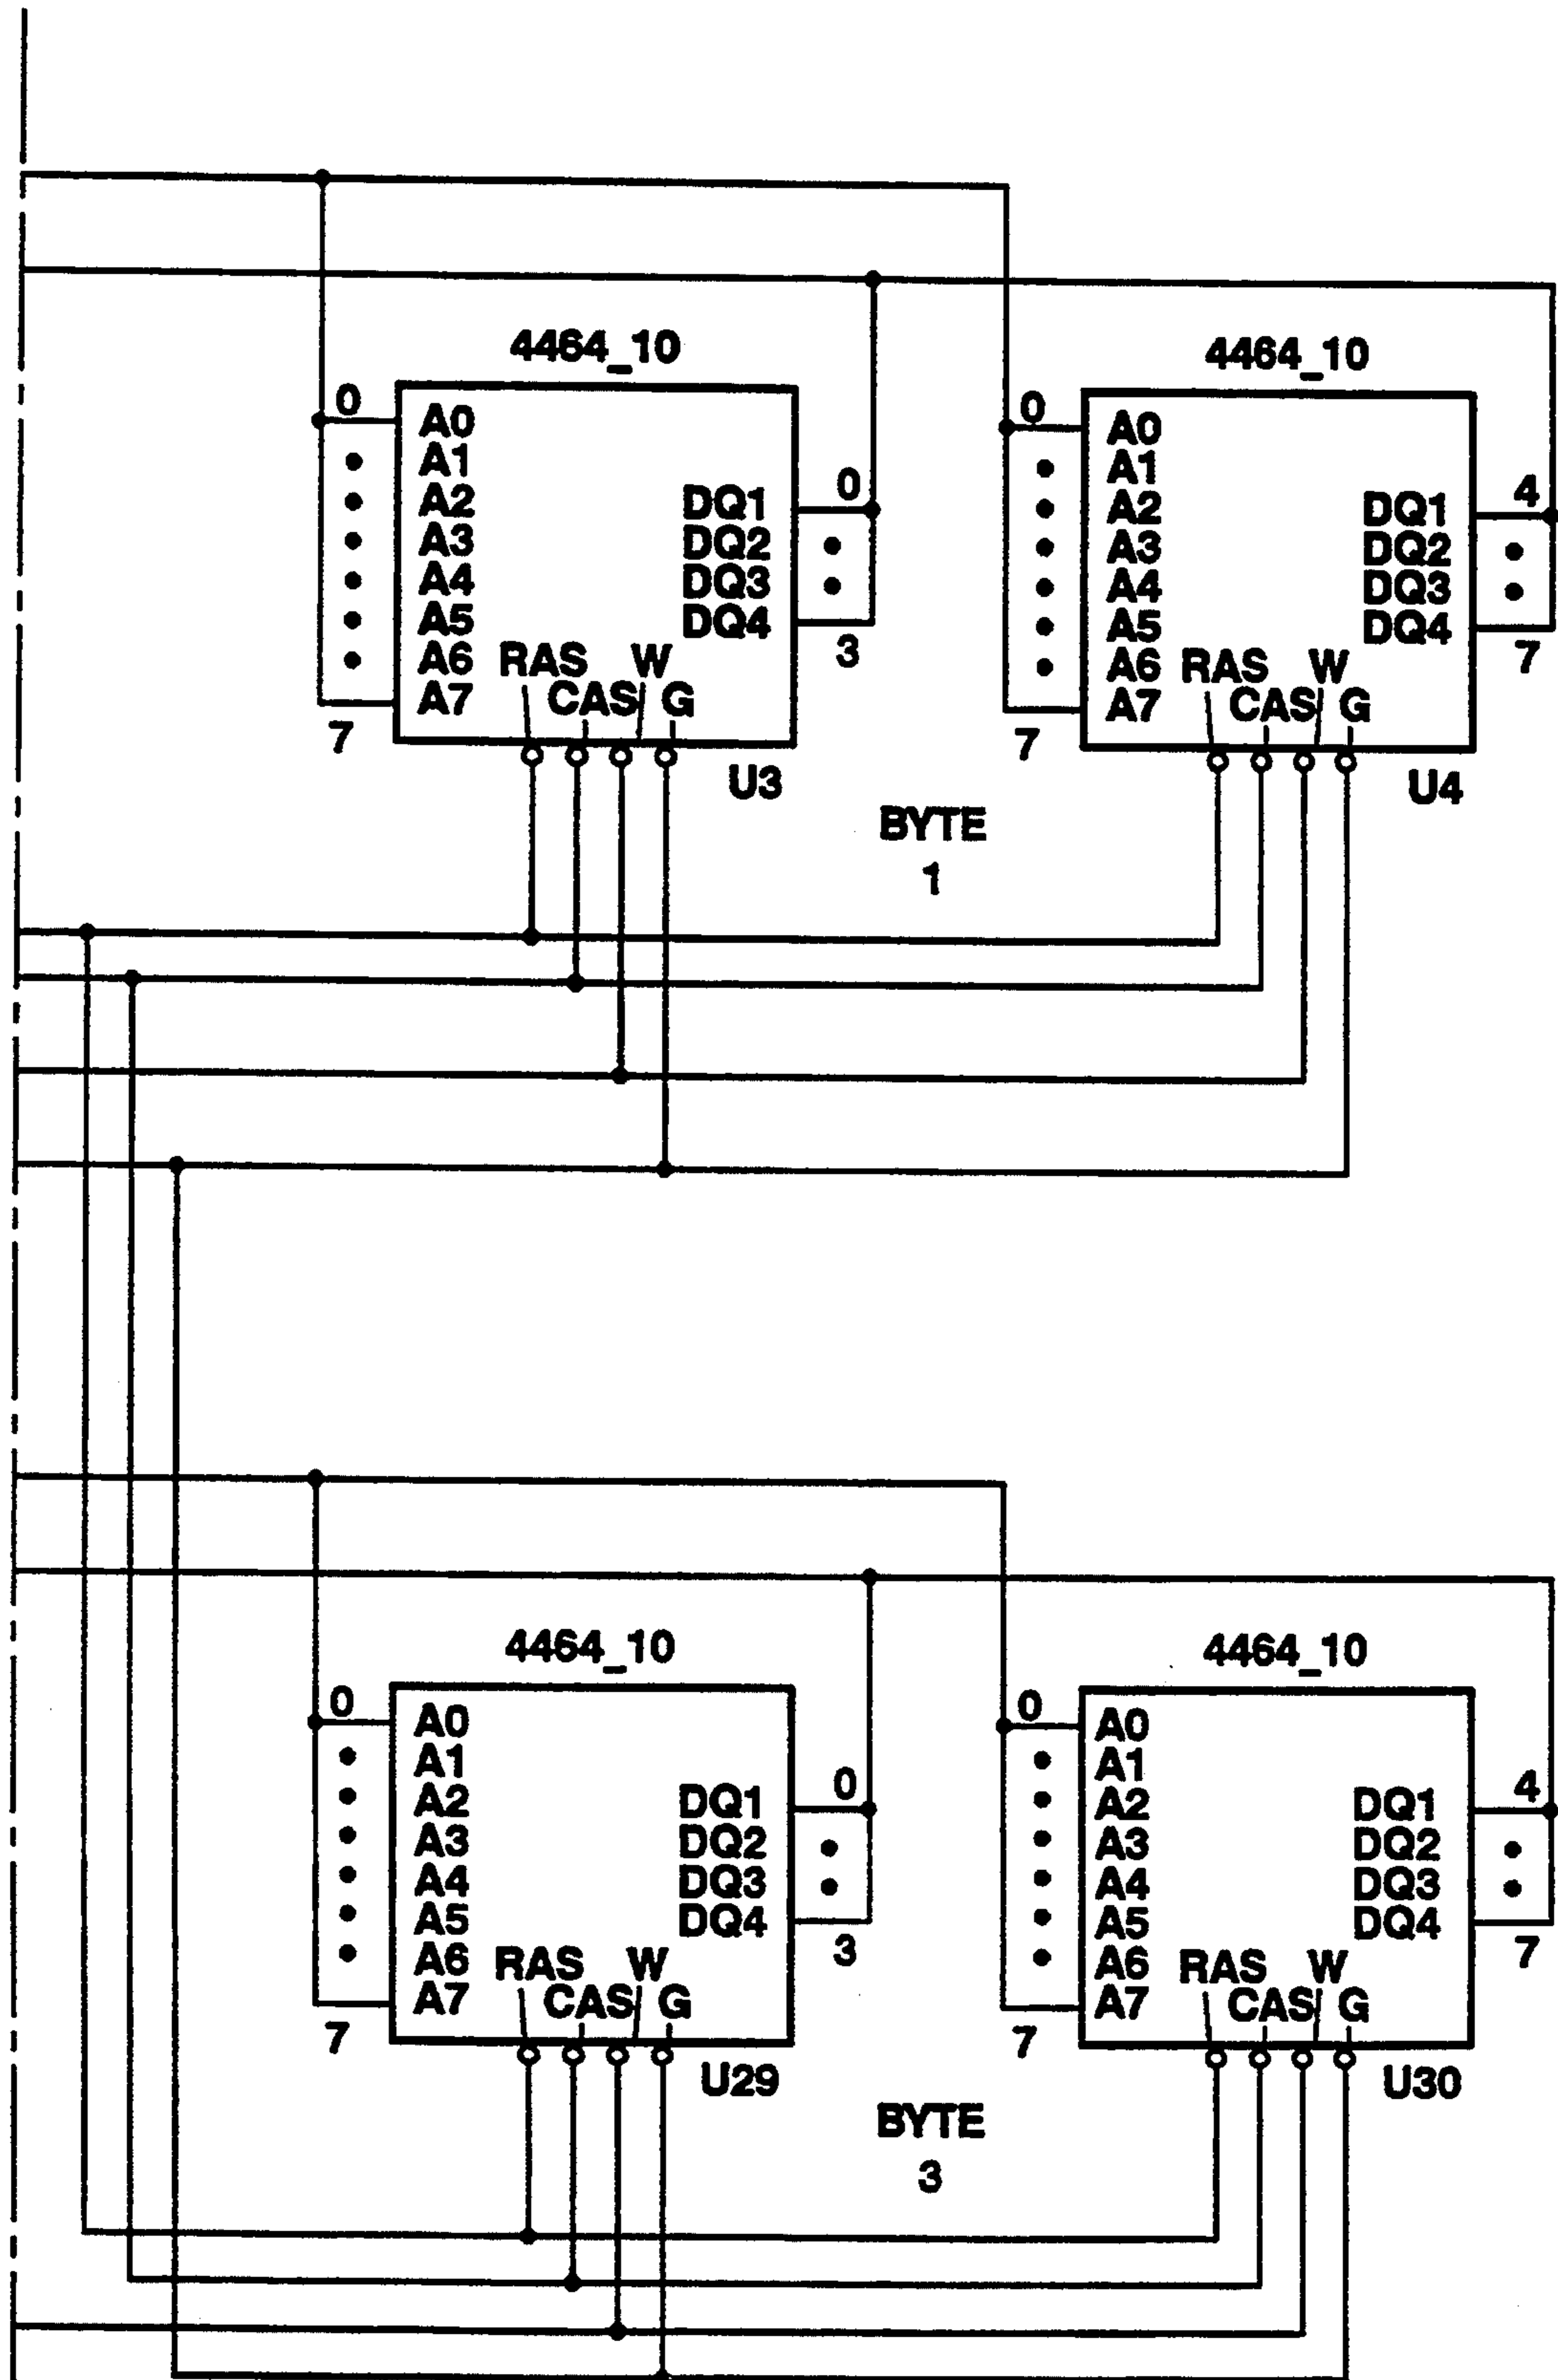 4464_10
0
A0
A1
A2
A3
A4
A5
A6
A7
7
DQ1
DQ2
DQ3
DQ4
0
3
RAS W
CAS G
U3
4464_10
0
A0
A1
A2
A3
A4
A5
A6
A7
7
DQ1
DQ2
DQ3
DQ4
4
7
RAS W
CAS G
U4
BYTE
1
4464_10
0
A0
A1
A2
A3
A4
A5
A6
A7
7
DQ1
DQ2
DQ3
DQ4
0
3
RAS W
CAS G
U29
4464_10
0
A0
A1
A2
A3
A4
A5
A6
A7
7
DQ1
DQ2
DQ3
DQ4
4
7
RAS W
CAS G
U30
BYTE
3